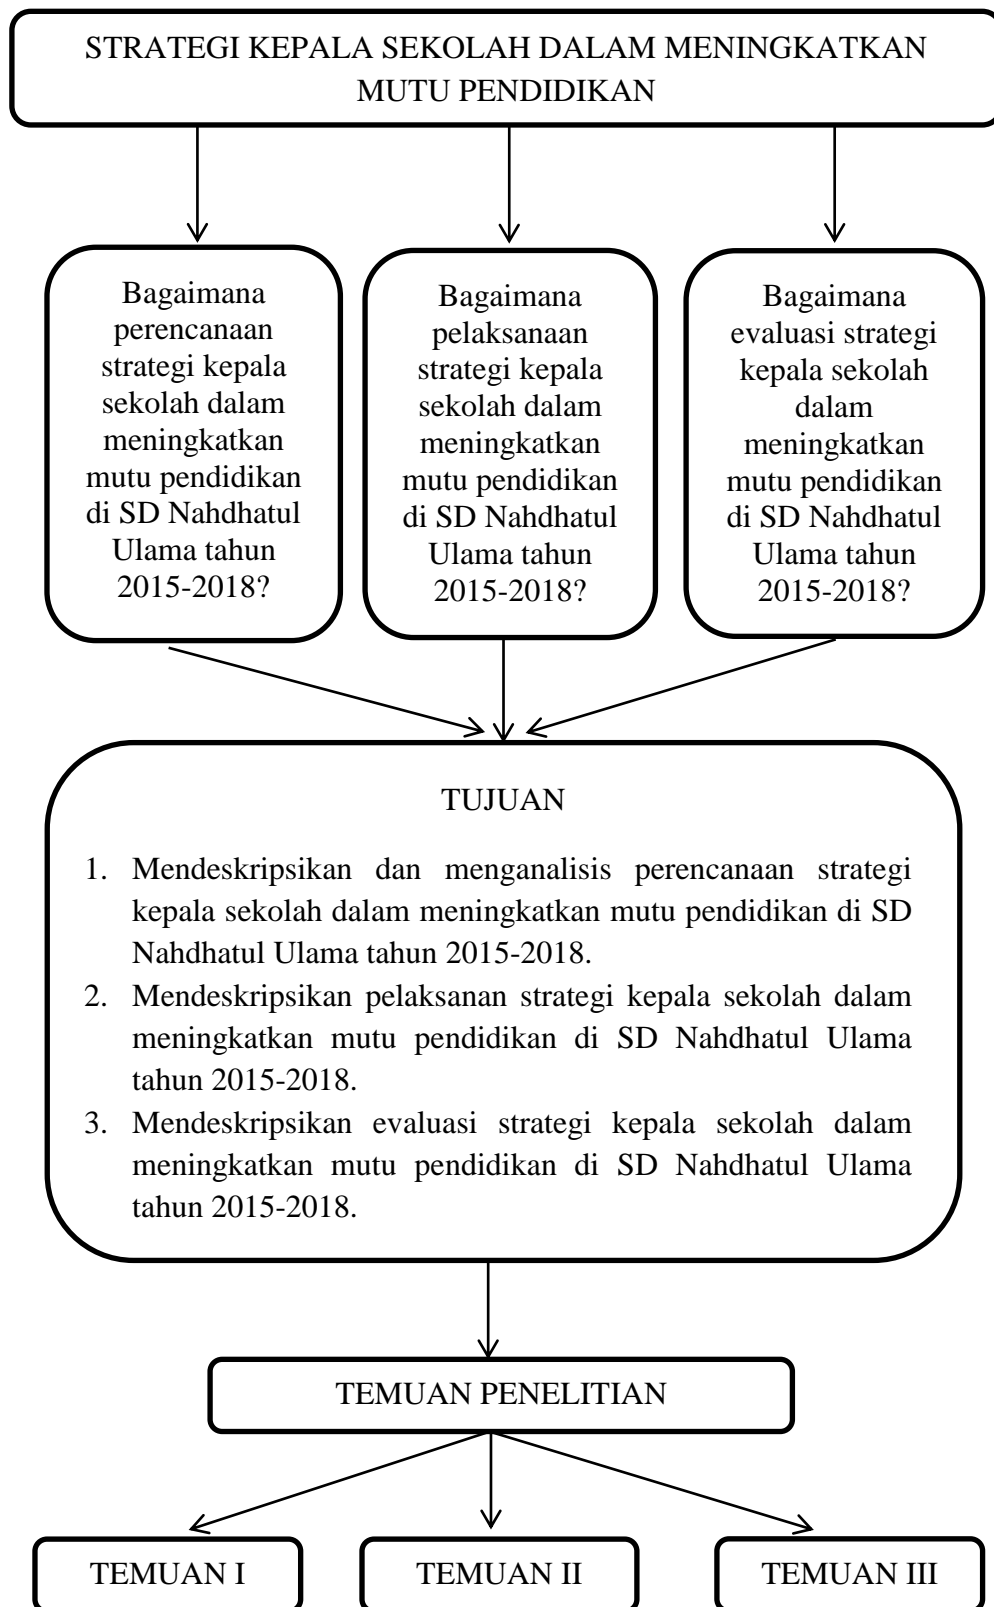 STRATEGI KEPALA SEKOLAH DALAM MENINGKATKAN
MUTU PENDIDIKAN
Bagaimana
perencanaan
strategi kepala
sekolah dalam
meningkatkan
mutu pendidikan
di SD Nahdhatul
Ulama tahun
2015-2018?
Bagaimana
pelaksanaan
strategi kepala
sekolah dalam
meningkatkan
mutu pendidikan
di SD Nahdhatul
Ulama tahun
2015-2018?
Bagaimana
evaluasi strategi
kepala sekolah
dalam
meningkatkan
mutu pendidikan
di SD Nahdhatul
Ulama tahun
2015-2018?
TUJUAN
1. Mendeskripsikan dan menganalisis perencanaan strategi
kepala sekolah dalam meningkatkan mutu pendidikan di SD
Nahdhatul Ulama tahun 2015-2018.
2. Mendeskripsikan pelaksanan strategi kepala sekolah dalam
meningkatkan mutu pendidikan di SD Nahdhatul Ulama
tahun 2015-2018.
3. Mendeskripsikan evaluasi strategi kepala sekolah dalam
meningkatkan mutu pendidikan di SD Nahdhatul Ulama
tahun 2015-2018.
TEMUAN PENELITIAN
TEMUAN I
TEMUAN II
TEMUAN III